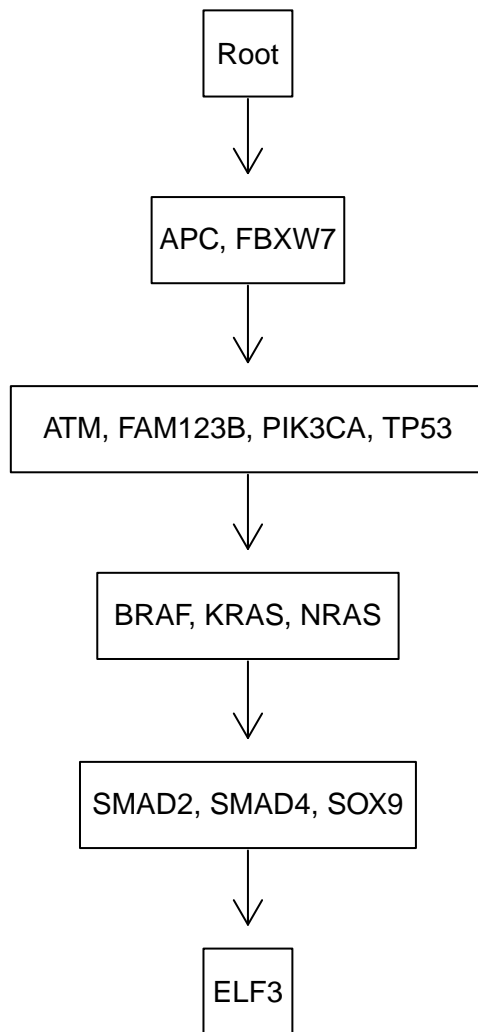 Root
APC, FBXW7
ATM, FAM123B, PIK3CA, TP53
BRAF, KRAS, NRAS
SMAD2, SMAD4, SOX9
ELF3